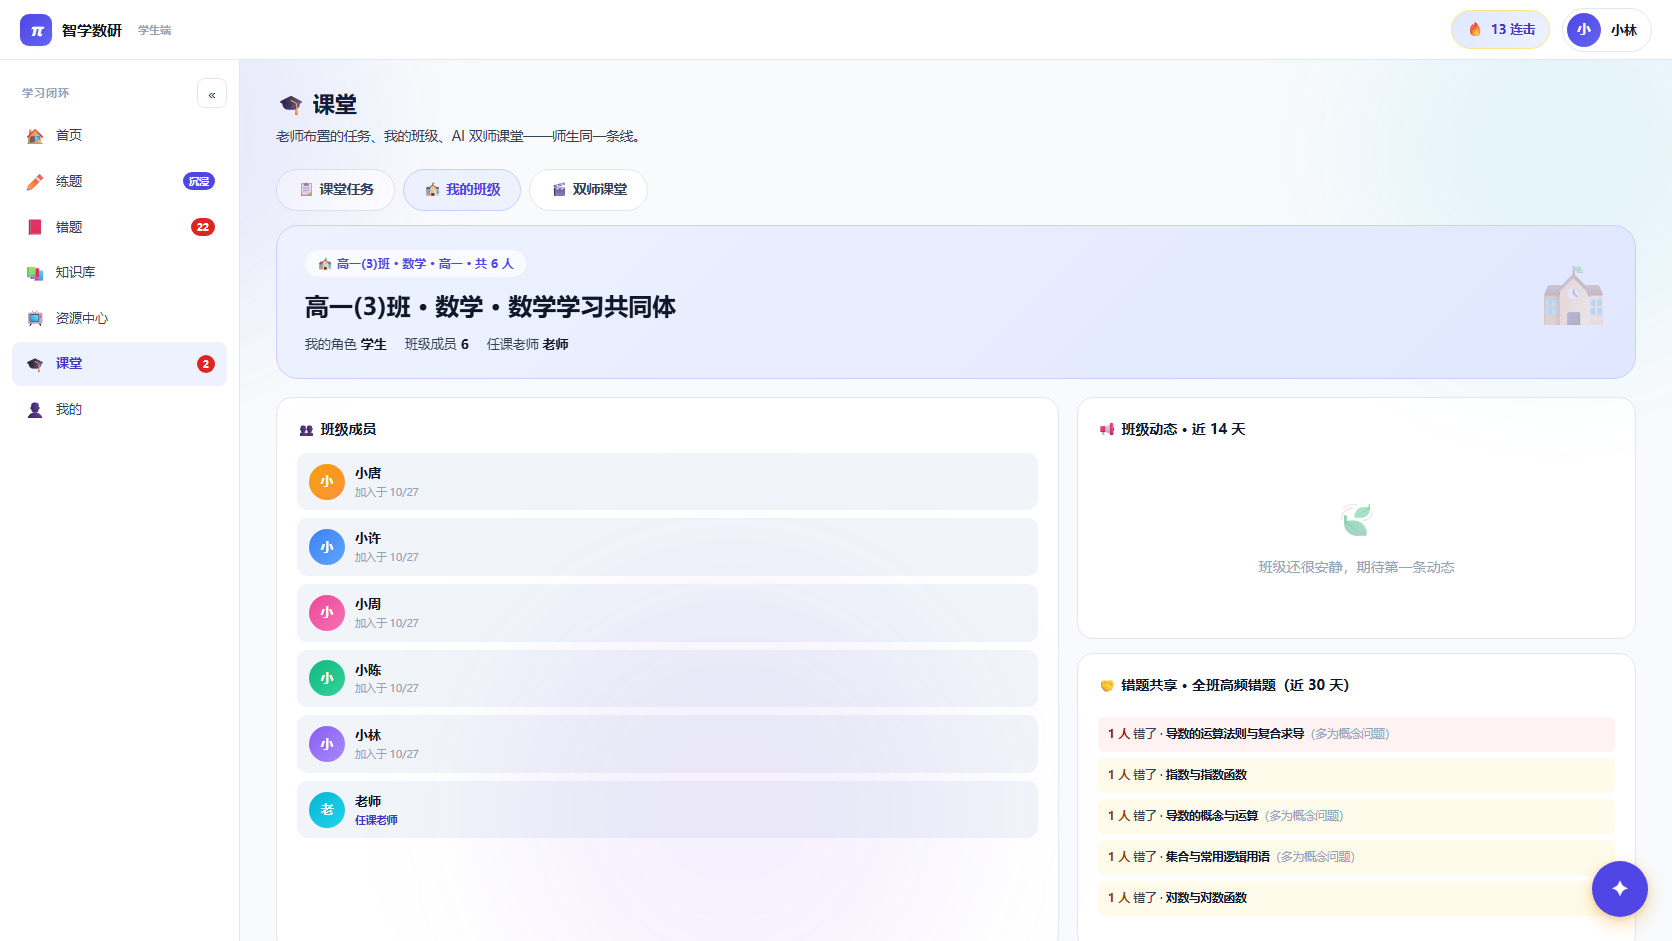 π 智学数研 学生端
13 连击
小 小林
学习闭环 «
首页
练题 沉浸
错题 22
知识库
资源中心
课堂 2
我的
课堂
老师布置的任务、我的班级、AI 双师课堂——师生同一条线。
课堂任务 我的班级 双师课堂
高一(3)班 • 数学 • 高一 • 共 6 人
高一(3)班 • 数学 • 数学学习共同体
我的角色 学生 班级成员 6 任课老师 老师
班级成员
小 小唐
加入于 10/27
小 小许
加入于 10/27
小 小周
加入于 10/27
小 小陈
加入于 10/27
小 小林
加入于 10/27
老 老师
任课老师
班级动态 • 近 14 天
班级还很安静，期待第一条动态
错题共享 • 全班高频错题（近 30 天）
1 人 错了 · 导数的运算法则与复合求导（多为概念问题）
1 人 错了 · 指数与指数函数
1 人 错了 · 导数的概念与运算（多为概念问题）
1 人 错了 · 集合与常用逻辑用语（多为概念问题）
1 人 错了 · 对数与对数函数